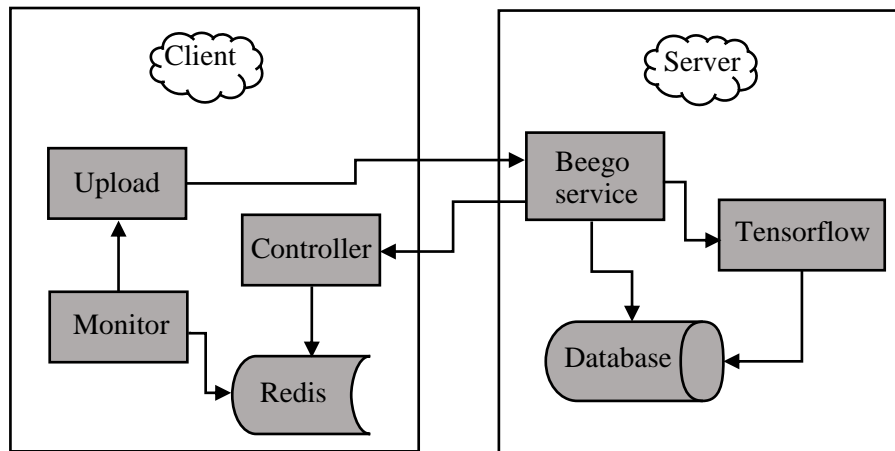 Client
Server
Upload
Beego
service
Controller
Tensorflow
Monitor
Database
Redis